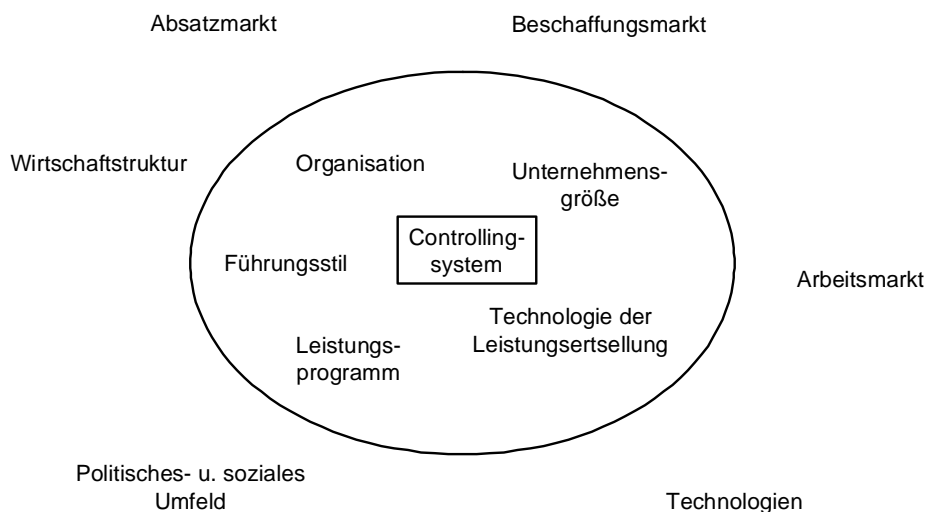 Absatzmarkt
Beschaffungsmarkt
Wirtschaftstruktur
Organisation
Unternehmens-
größe
Controlling-
system
Führungsstil
Arbeitsmarkt
Technologie der
Leistungsertsellung
Leistungs-
programm
Politisches- u. soziales
Umfeld
Technologien